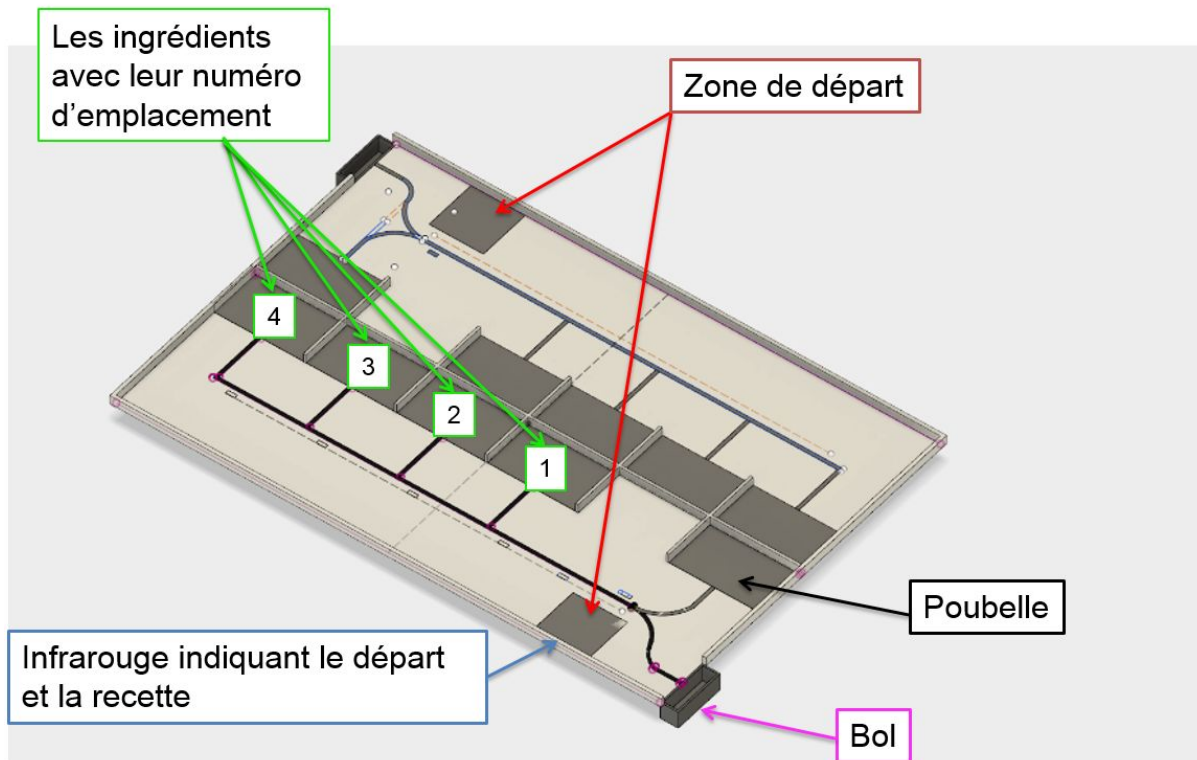 Les ingrédients
avec leur numéro
d'emplacement
Zone de départ
4
3
2
1
Poubelle
Infrarouge indiquant le départ
et la recette
Bol